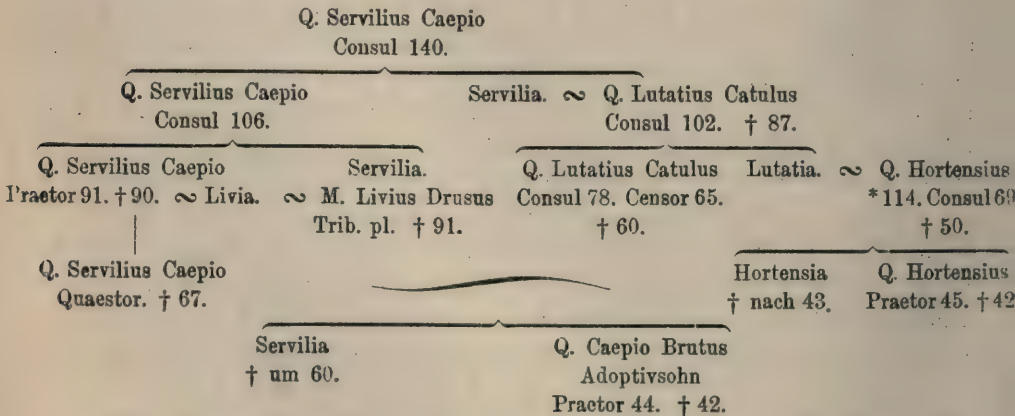 Q. Servilius Caepio
Consul 140.
Q. Servilius Caepio Servilia. ∾ Q. Lutatius Catulus
Consul 106. Consul 102. † 87.
Q. Servilius Caepio Servilia. Q. Lutatius Catulus Lutatia. ∾ Q. Hortensius
Praetor 91. † 90. ∾ Livia. ∾ M. Livius Drusus Consul 78. Censor 65. * 114. Consul 69
Trib. pl. † 91. † 60. † 50.
Q. Servilius Caepio Hortensia Q. Hortensius
Quaestor. † 67. † nach 43. Praetor 45. † 42
Servilia Q. Caepio Brutus
† um 60. Adoptivsohn
Praetor 44. † 42.